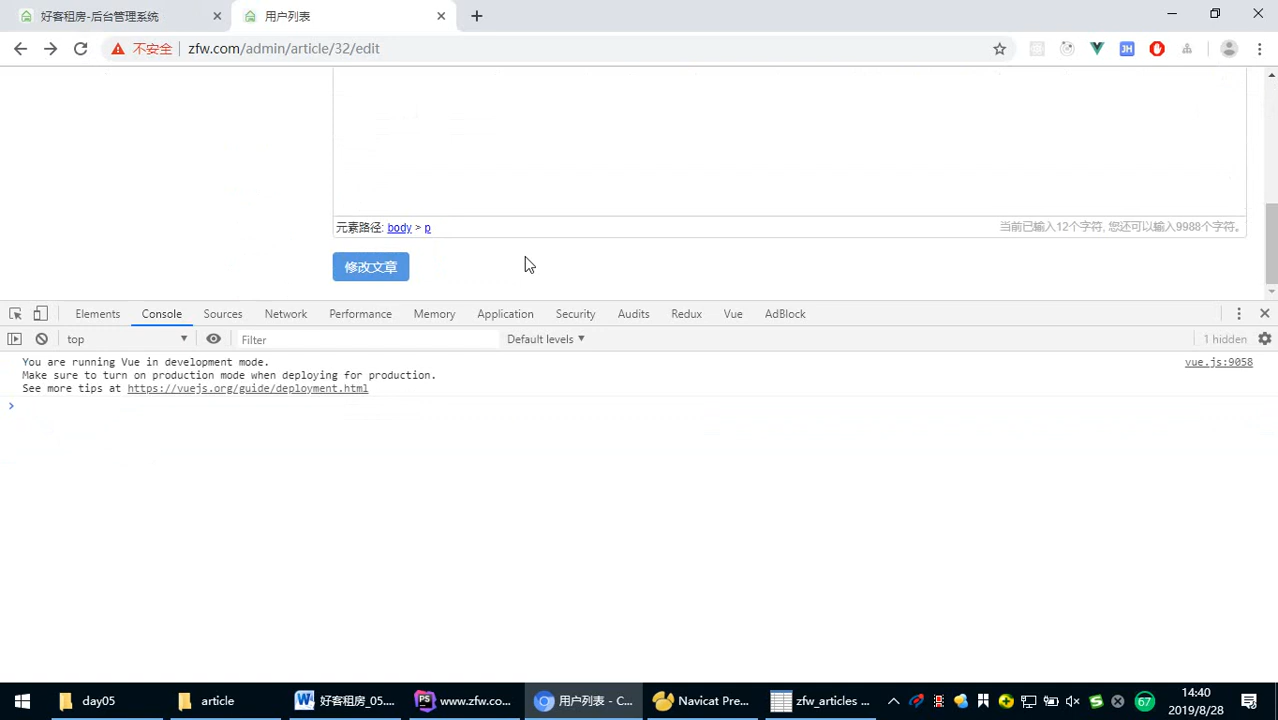 好客租房-后台管理系统
用户列表
不安全
zfw.com/admin/article/32/edit
元素路径: body > p
当前已输入12个字符, 您还可以输入9988个字符。
修改文章
Elements Console Sources Network Performance Memory Application Security Audits Redux Vue AdBlock
top Filter Default levels 1 hidden
You are running Vue in development mode. vue.js:9058
Make sure to turn on production mode when deploying for production.
See more tips at https://vuejs.org/guide/deployment.html
day05 article 好客租房_05.... www.zfw.co... 用户列表 - C... Navicat Pre... zfw_articles ... 67 14:40
2019/8/28